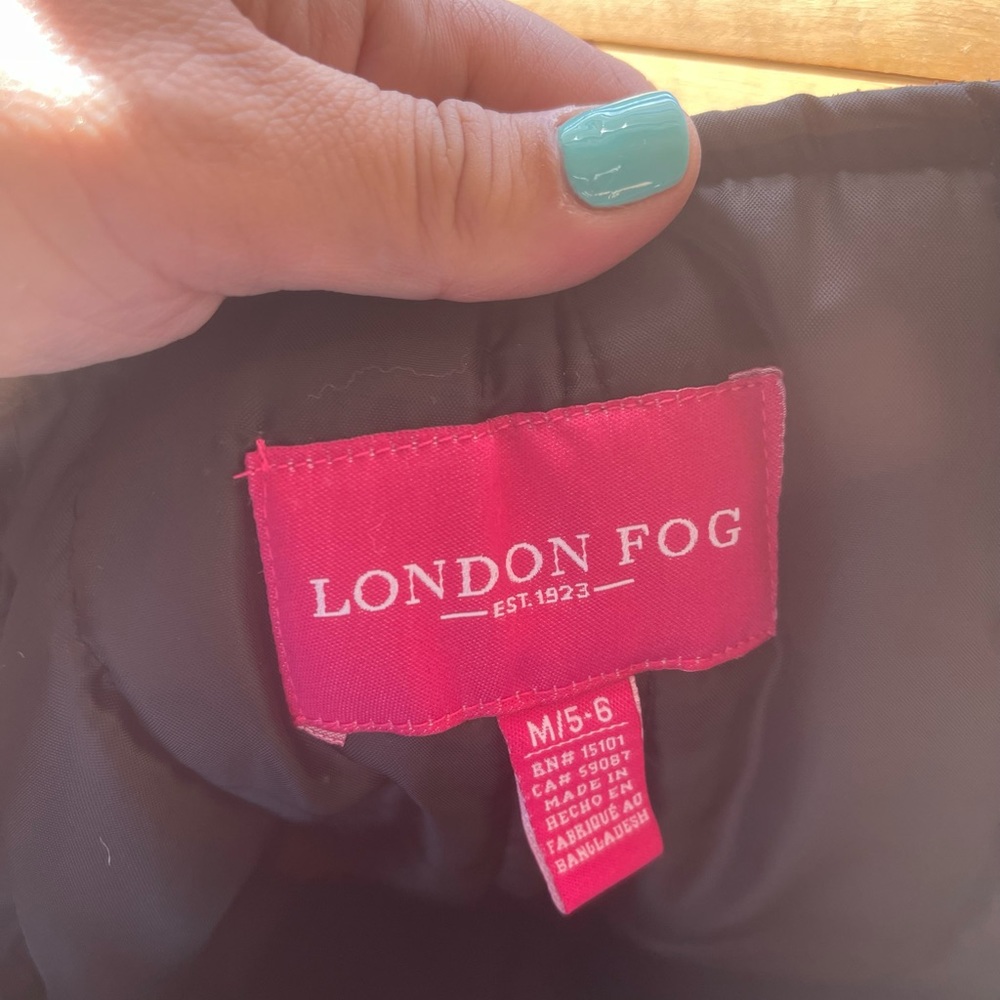 LONDON FOG
EST. 1923
M/5-6
RN# 15101
CA# 59087
MADE IN
HECHO EN
FABRIQUÉ AU
BANGLADESH